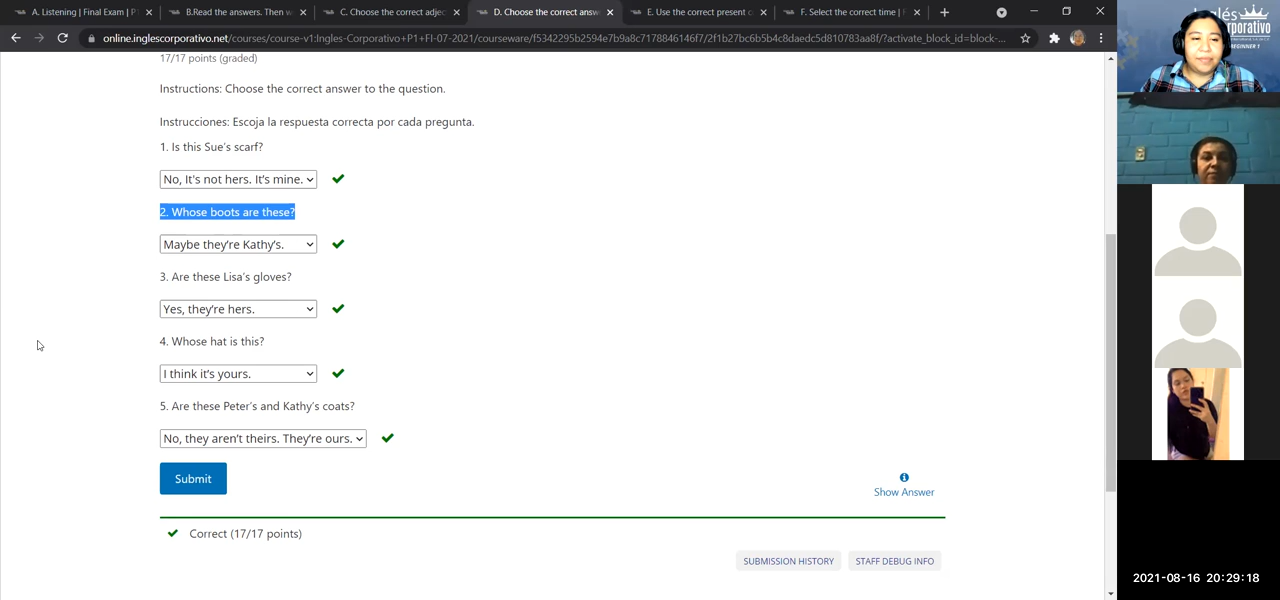 A. Listening | Final Exam | P1
B.Read the answers. Then w
C. Choose the correct adjec
D. Choose the correct answ
E. Use the correct present c
F. Select the correct time |
online.inglescorporativo.net/courses/course-v1:Ingles-Corporativo+P1+FI-07-2021/courseware/f5342295b2594e7b9a8c7178846146f7/2f1b27bc6b5b4c8daedc5d810783aa8f/?activate_block_id=block-...
17/17 points (graded)
Instructions: Choose the correct answer to the question.
Instrucciones: Escoja la respuesta correcta por cada pregunta.
1. Is this Sue's scarf?
No, It's not hers. It's mine.
2. Whose boots are these?
Maybe they're Kathy's.
3. Are these Lisa's gloves?
Yes, they're hers.
4. Whose hat is this?
I think it's yours.
5. Are these Peter's and Kathy's coats?
No, they aren't theirs. They're ours.
Submit
Show Answer
Correct (17/17 points)
SUBMISSION HISTORY
STAFF DEBUG INFO
Inglés
BEGINNER 1
2021-08-16 20:29:18